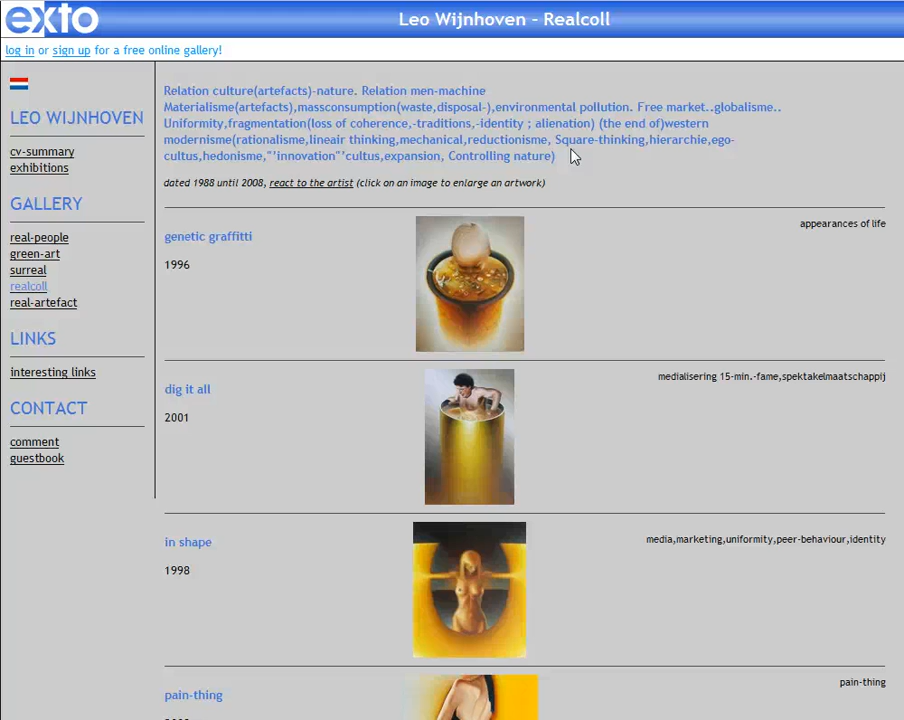 exto
Leo Wijnhoven - Realcoll
log in or sign up for a free online gallery!
LEO WIJNHOVEN
cv-summary
exhibitions
GALLERY
real-people
green-art
surreal
realcoll
real-artefact
LINKS
interesting links
CONTACT
comment
guestbook
Relation culture(artefacts)-nature. Relation men-machine
Materialisme(artefacts),massconsumption(waste,disposal-),environmental pollution. Free market..globalisme..
Uniformity,fragmentation(loss of coherence,-traditions,-identity ; alienation) (the end of)western
modernisme(rationalisme,lineair thinking,mechanical,reductionisme, Square-thinking,hierarchie,ego-
cultus,hedonisme,"'innovation"'cultus,expansion, Controlling nature)
dated 1988 until 2008, react to the artist (click on an image to enlarge an artwork)
genetic graffitti
1996
appearances of life
dig it all
2001
medialisering 15-min.-fame,spektakelmaatschappij
in shape
1998
media,marketing,uniformity,peer-behaviour,identity
pain-thing
pain-thing